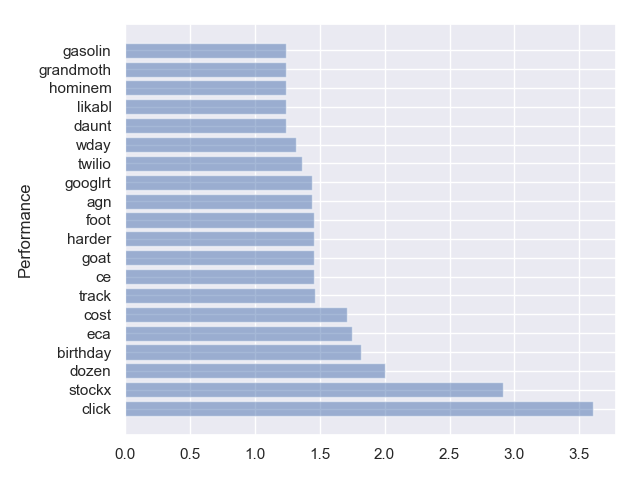 Performance
gasolin
grandmoth
hominem
likabl
daunt
wday
twilio
googlrt
agn
foot
harder
goat
ce
track
cost
eca
birthday
dozen
stockx
click
0.0 0.5 1.0 1.5 2.0 2.5 3.0 3.5